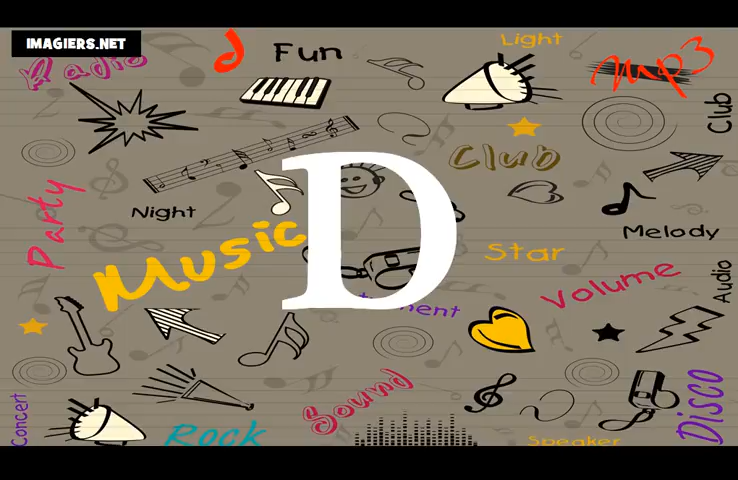 IMAGIERS.NET
Radio
Fun
Light
mp3
Club
Club
Party
Night
Music
D
Melody
Star
Volume
Audio
Sound
Concert
Rock
Speaker
Disco